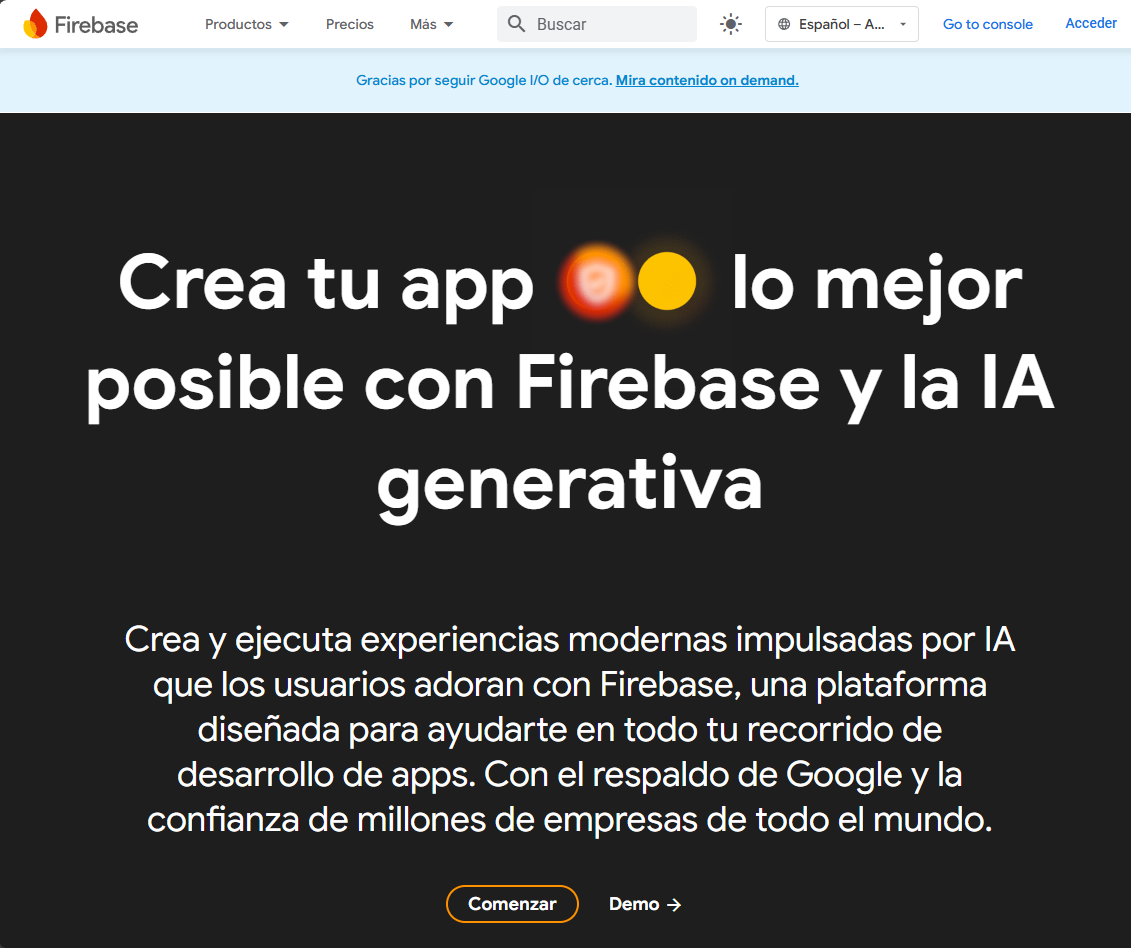 Firebase
Productos
Precios
Más
Buscar
Español – A...
Go to console
Acceder
Gracias por seguir Google I/O de cerca. Mira contenido on demand.
Crea tu app lo mejor
posible con Firebase y la IA
generativa
Crea y ejecuta experiencias modernas impulsadas por IA
que los usuarios adoran con Firebase, una plataforma
diseñada para ayudarte en todo tu recorrido de
desarrollo de apps. Con el respaldo de Google y la
confianza de millones de empresas de todo el mundo.
Comenzar
Demo →